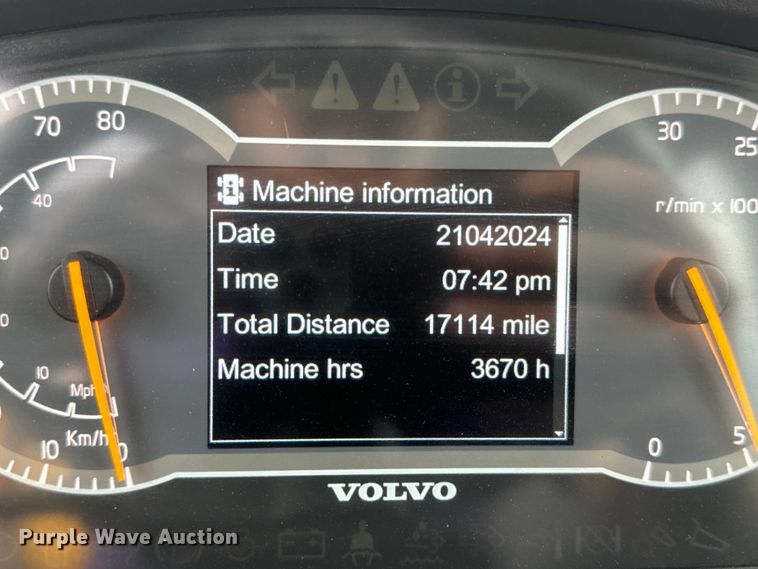 70
80
40
10
Mph
Km/h
10
0
Machine information
Date 21042024
Time 07:42 pm
Total Distance 17114 mile
Machine hrs 3670 h
30
25
r/min x 100
0
5
VOLVO
Purple Wave Auction